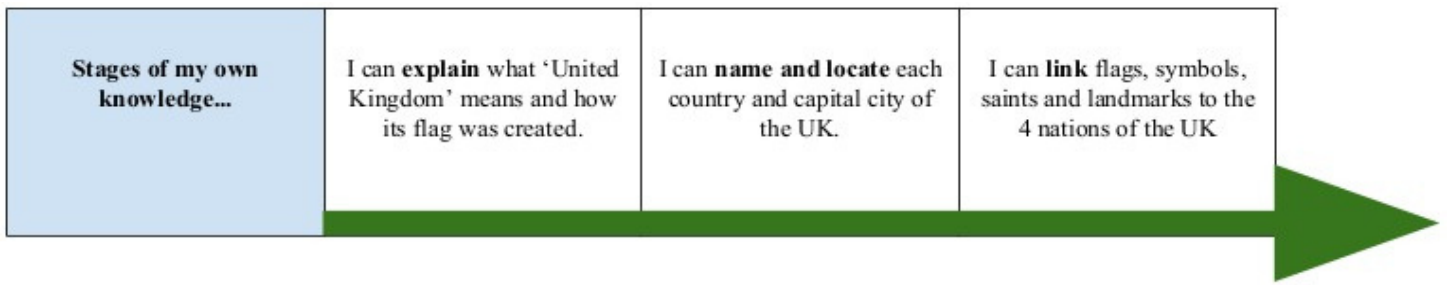 Stages of my own
knowledge...
I can explain what ‘United
Kingdom’ means and how
its flag was created.
I can name and locate each
country and capital city of
the UK.
I can link flags, symbols,
saints and landmarks to the
4 nations of the UK